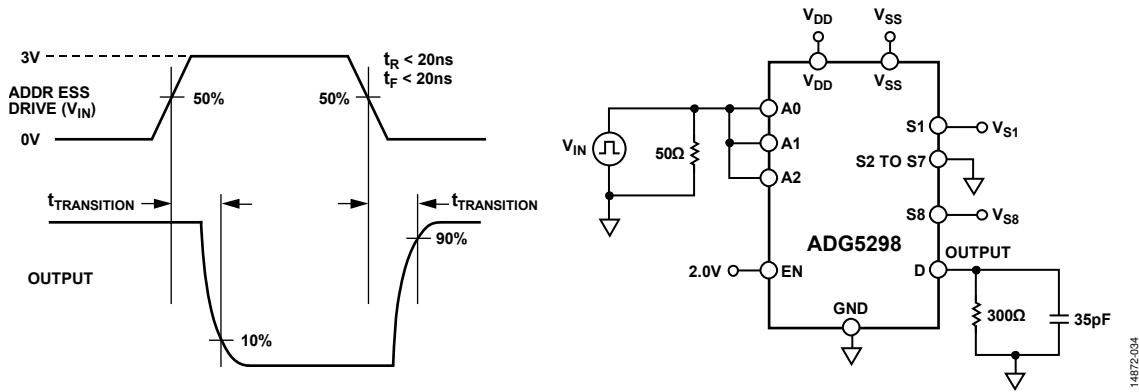 3V
ADDR ESS
DRIVE (VIN)
0V
50%
50%
tR < 20ns
tF < 20ns
tTRANSITION
tTRANSITION
90%
OUTPUT
10%
VDD
VSS
VDD
VSS
A0
A1
A2
VIN
50Ω
S1
VS1
S2 TO S7
S8
VS8
ADG5298
OUTPUT
2.0V
EN
D
GND
300Ω
35pF
14872-034